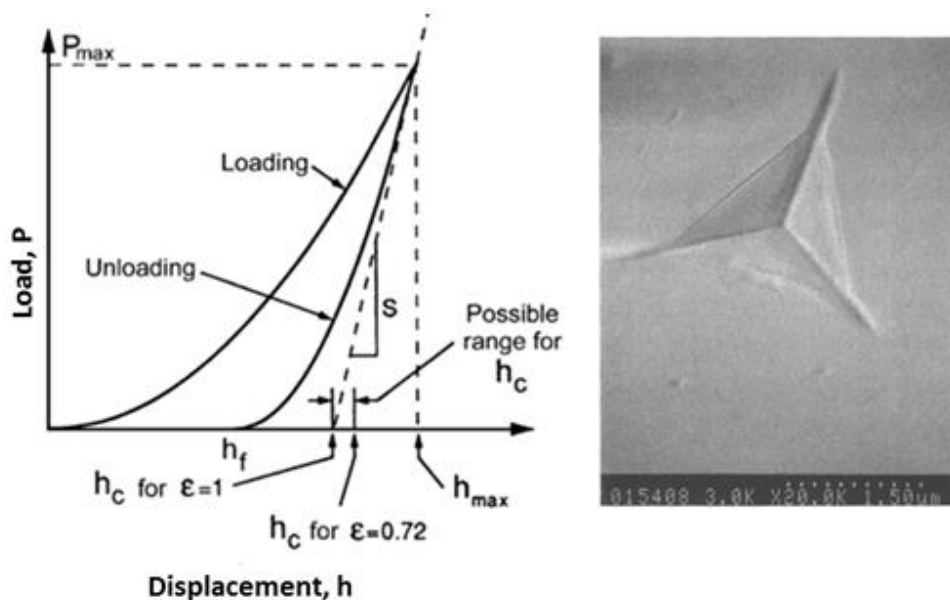 Pmax
Loading
Unloading
S
Possible
range for
hc
Load, P
hf
hc for ε=1
hmax
hc for ε=0.72
Displacement, h
015408 3.0K X20.0K 1.50um